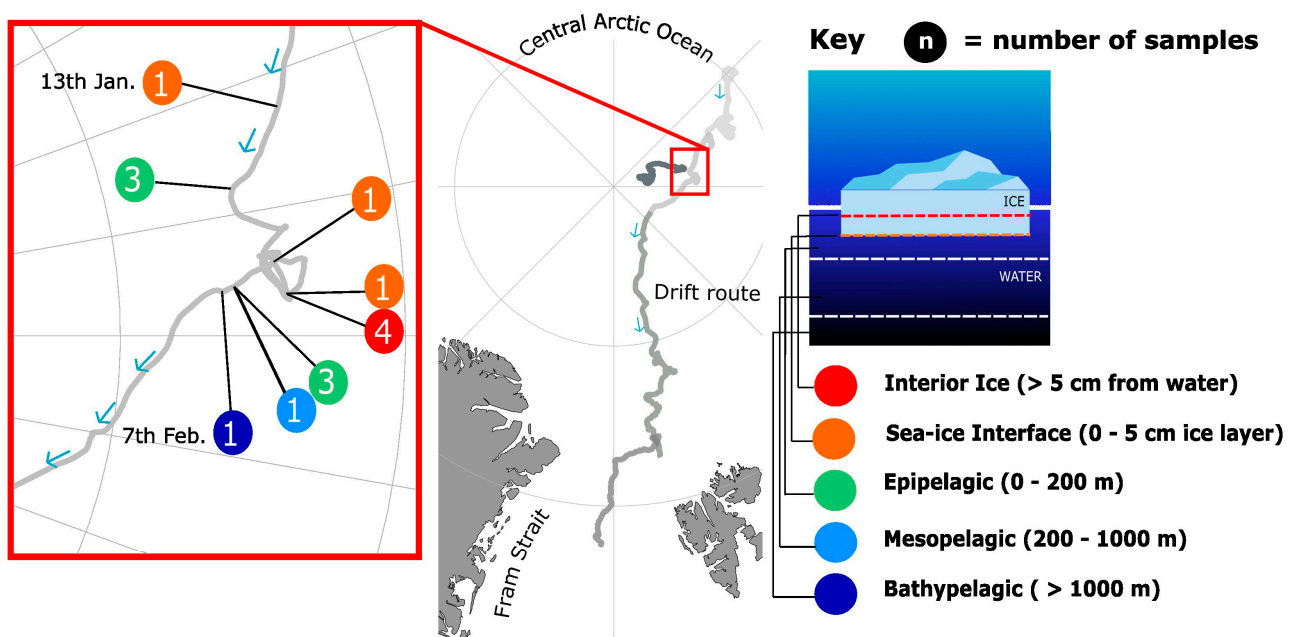 13th Jan.
1
3
1
1
4
3
1
7th Feb.
1
Central Arctic Ocean
Drift route
Fram Strait
Key
n = number of samples
ICE
WATER
Interior Ice (> 5 cm from water)
Sea-ice Interface (0 - 5 cm ice layer)
Epipelagic (0 - 200 m)
Mesopelagic (200 - 1000 m)
Bathypelagic ( > 1000 m)